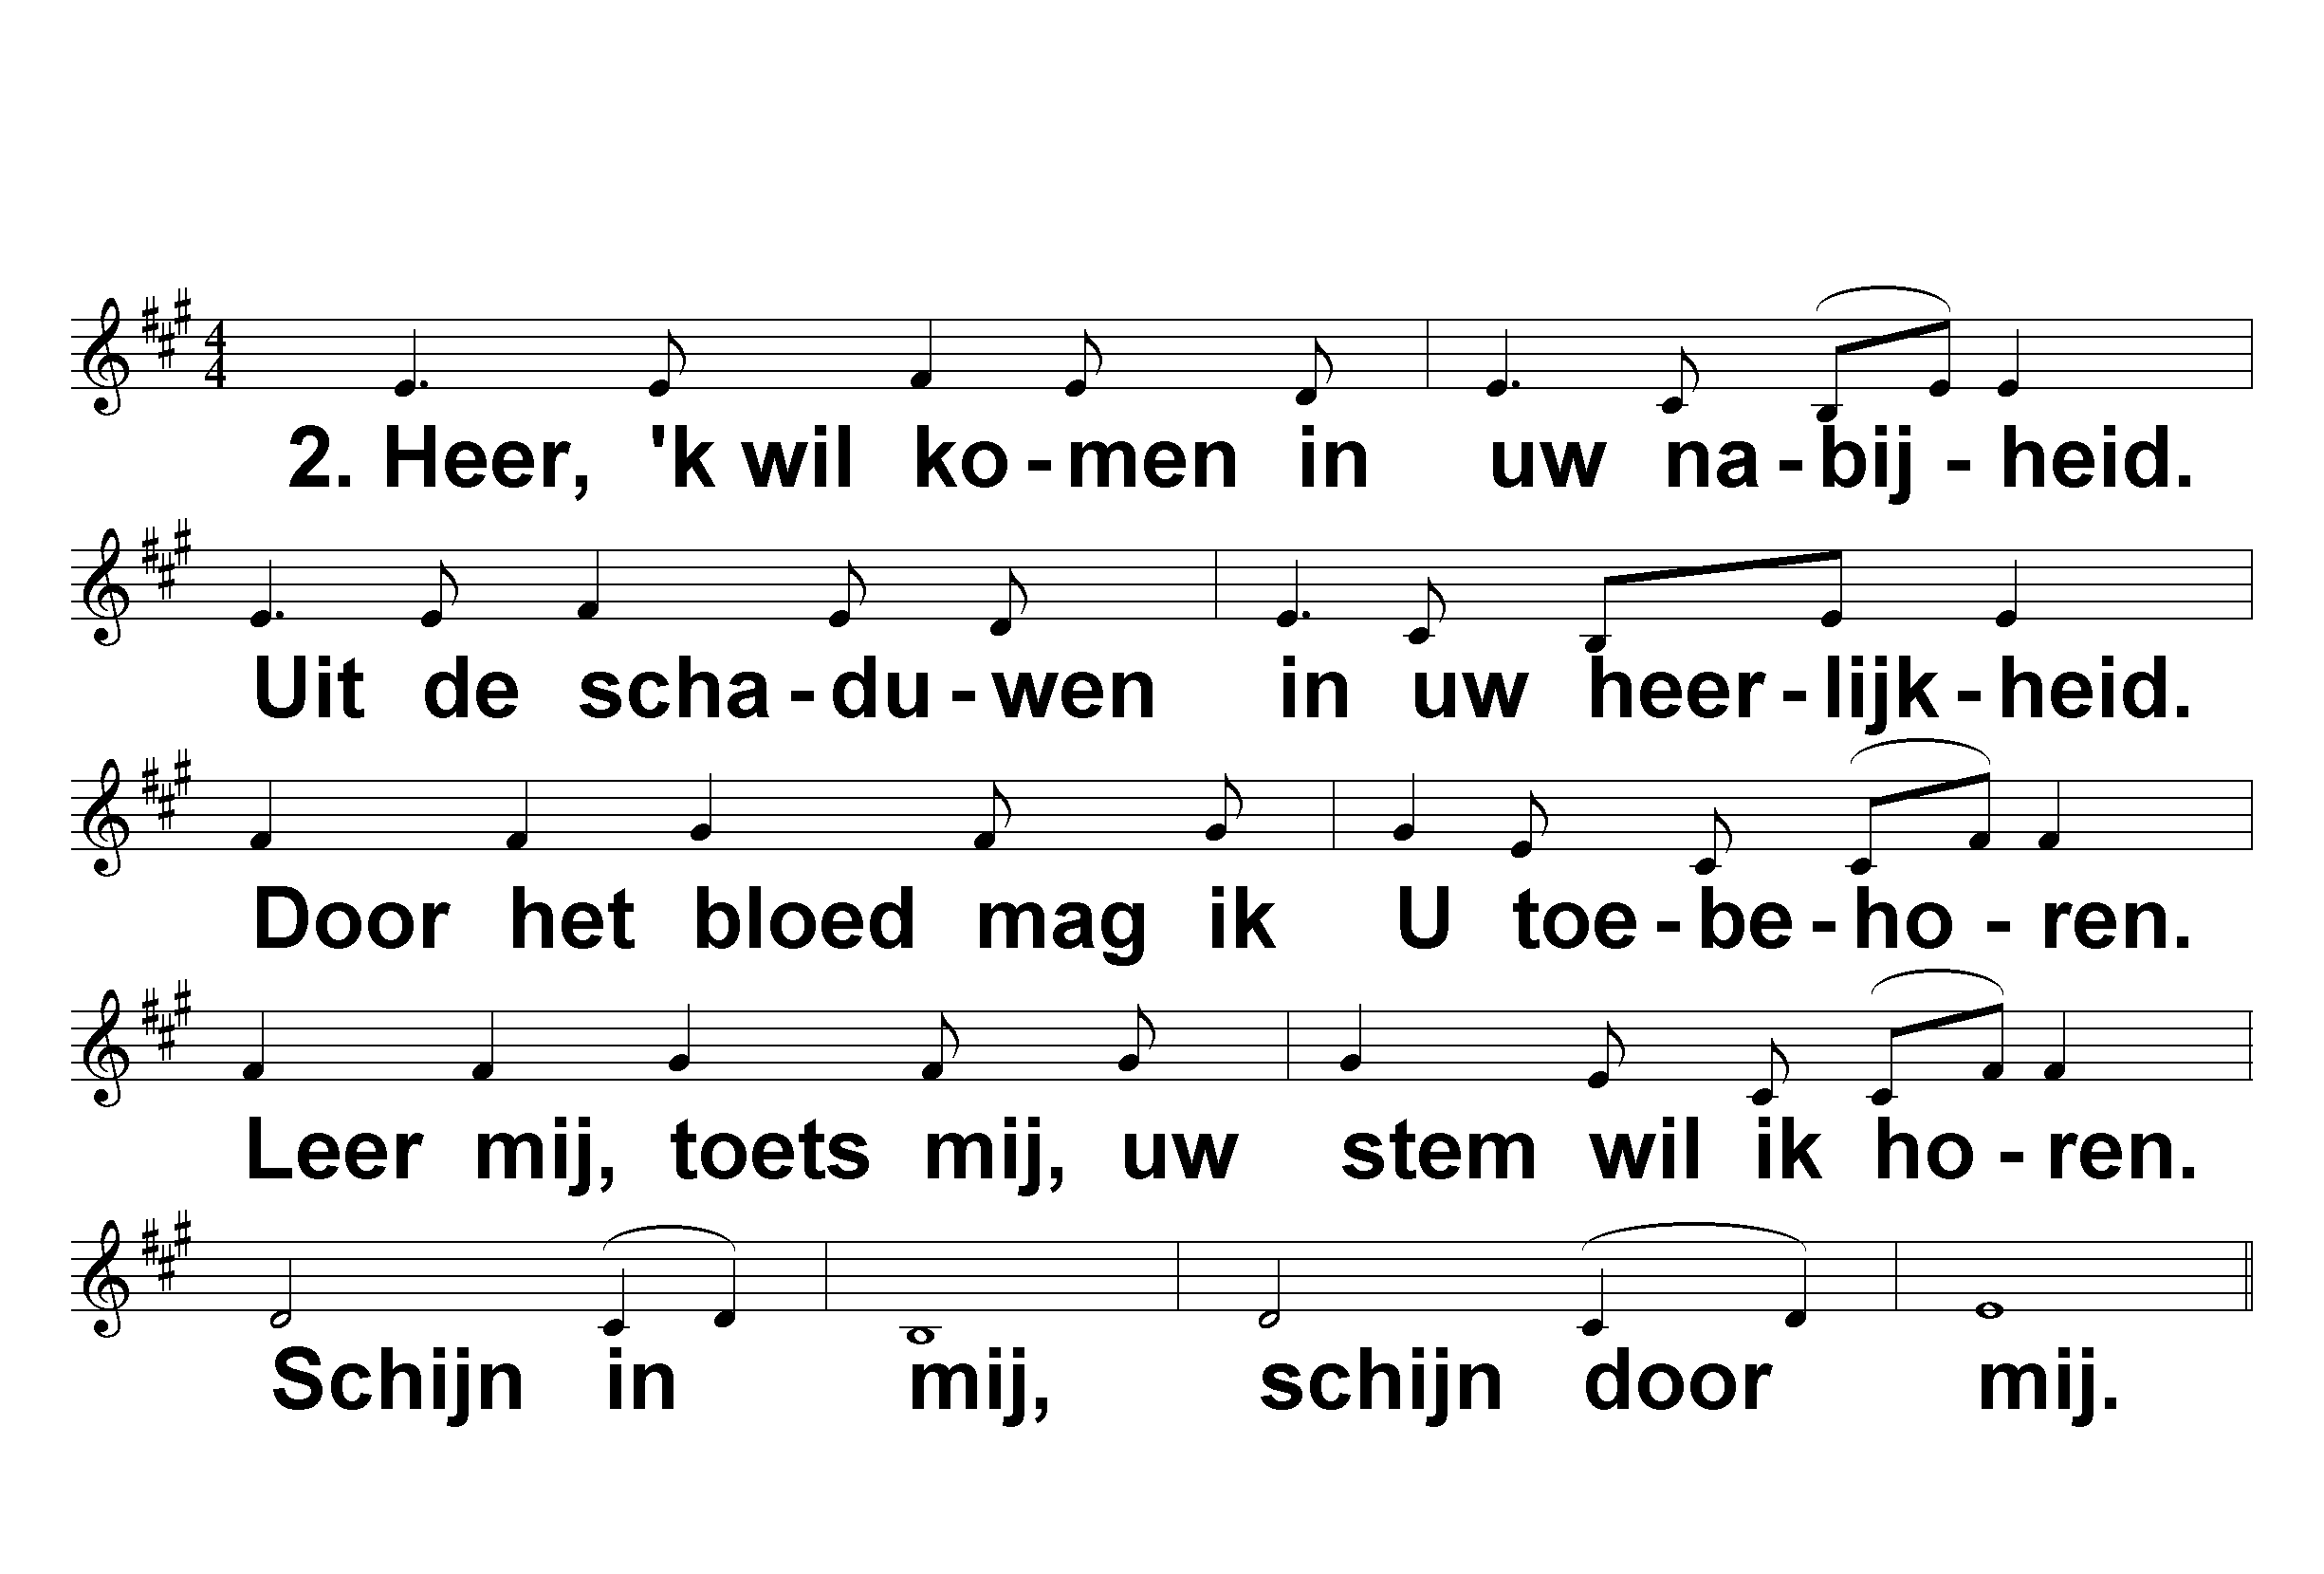 2. Heer, 'k wil ko - men in uw na - bij - heid.
Uit de scha - du - wen in uw heer - lijk - heid.
Door het bloed mag ik U toe - be - ho - ren.
Leer mij, toets mij, uw stem wil ik ho - ren.
Schijn in mij, schijn door mij.